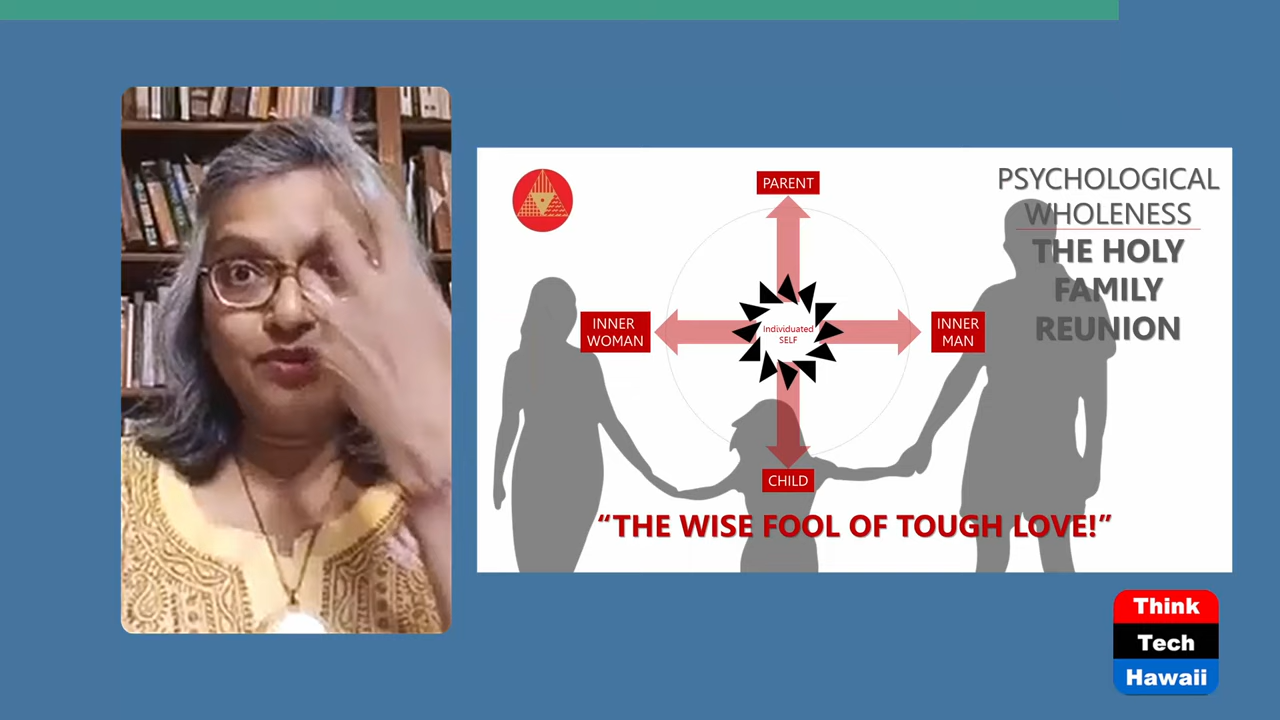 PSYCHOLOGICAL
WHOLENESS
THE HOLY
FAMILY
REUNION
PARENT
INNER
WOMAN
Individuated
SELF
INNER
MAN
CHILD
“THE WISE FOOL OF TOUGH LOVE!”
Think
Tech
Hawaii